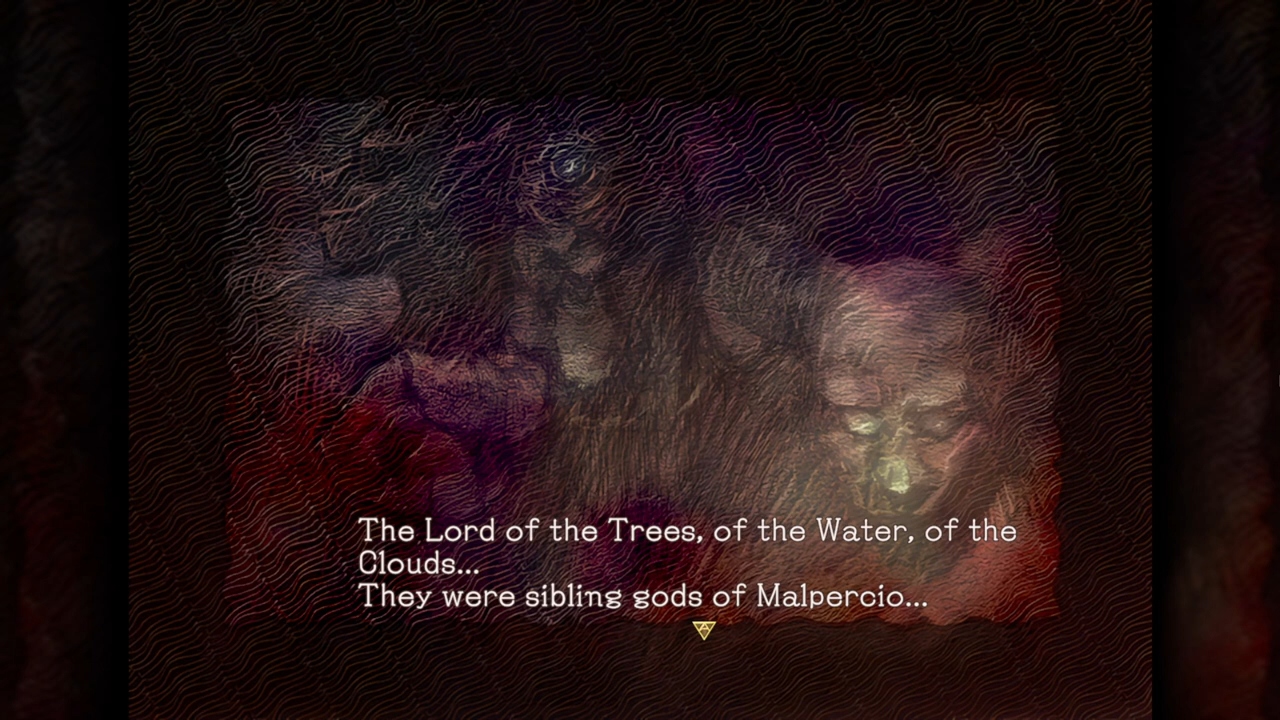 The Lord of the Trees, of the Water, of the
Clouds...
They were sibling gods of Malpercio...